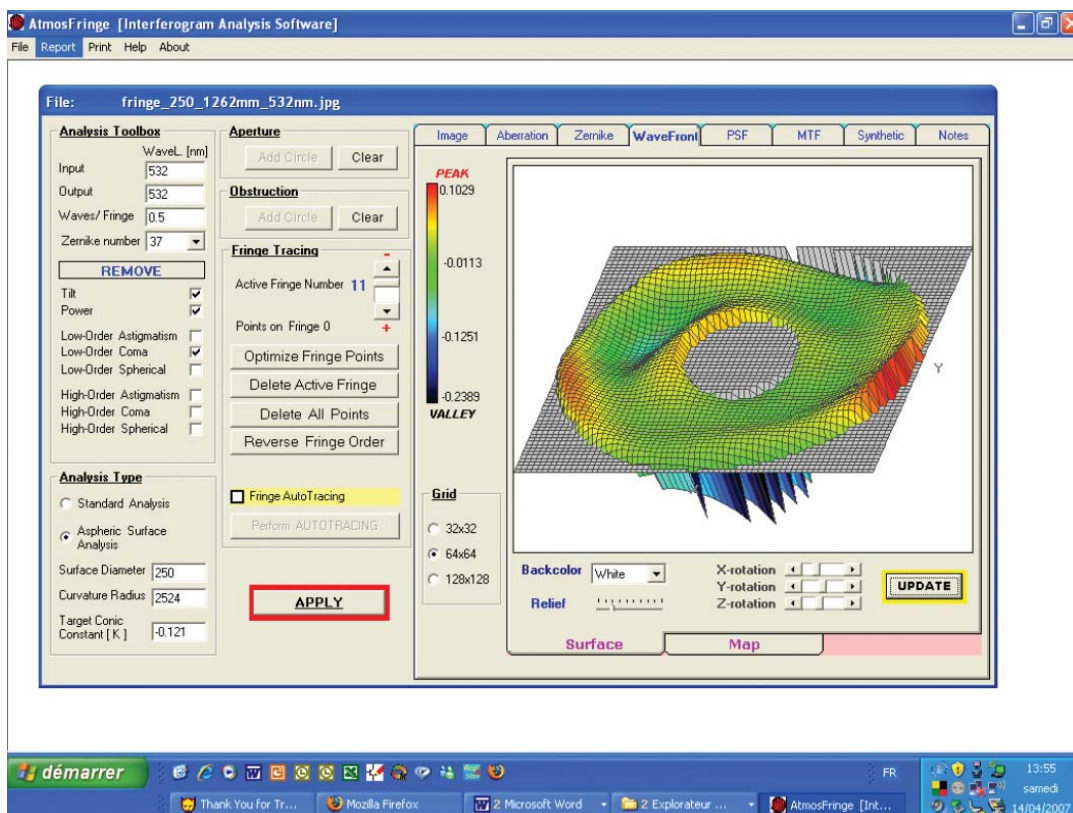 AtmosFringe [Interferogram Analysis Software]
File Report Print Help About
File: fringe_250_1262mm_532nm.jpg
Analysis Toolbox
WaveL. [nm]
Input 532
Output 532
Waves/ Fringe 0.5
Zernike number 37
REMOVE
Tilt
Power
Low-Order Astigmatism
Low-Order Coma
Low-Order Spherical
High-Order Astigmatism
High-Order Coma
High-Order Spherical
Analysis Type
Standard Analysis
Aspheric Surface
Analysis
Surface Diameter 250
Curvature Radius 2524
Target Conic
Constant [ K ] -0.121
Aperture
Add Circle Clear
Obstruction
Add Circle Clear
Fringe Tracing
-
Active Fringe Number 11
Points on Fringe 0
+
Optimize Fringe Points
Delete Active Fringe
Delete All Points
Reverse Fringe Order
Fringe AutoTracing
Perform AUTOTRACING
APPLY
Image Aberration Zernike WaveFront PSF MTF Synthetic Notes
PEAK
0.1029
-0.0113
-0.1251
-0.2389
VALLEY
Y
Grid
32x32
64x64
128x128
Backcolor White
Relief
X-rotation
Y-rotation
Z-rotation
UPDATE
Surface Map
démarrer
FR
13:55
samedi
14/04/2007
Thank You for Tr... Mozilla Firefox 2 Microsoft Word 2 Explorateur ... AtmosFringe [Int...